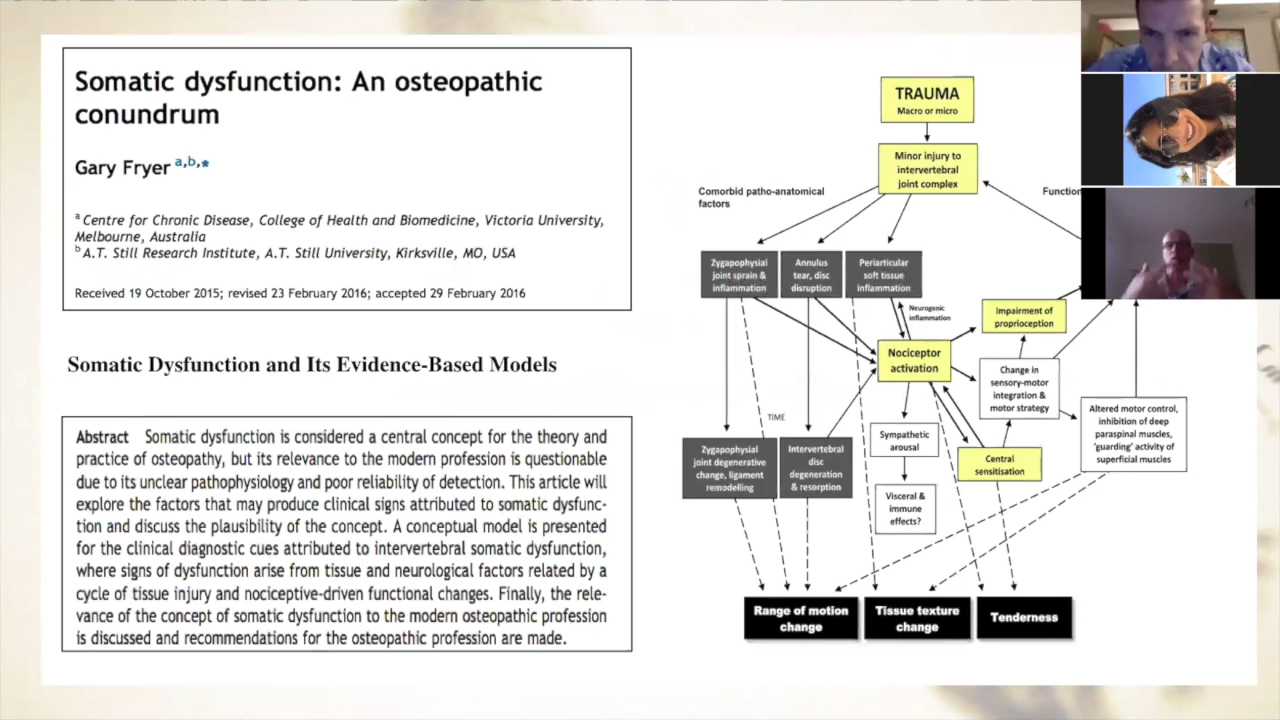 Somatic dysfunction: An osteopathic
conundrum
Gary Fryer a,b,*
a Centre for Chronic Disease, College of Health and Biomedicine, Victoria University,
Melbourne, Australia
b A.T. Still Research Institute, A.T. Still University, Kirksville, MO, USA
Received 19 October 2015; revised 23 February 2016; accepted 29 February 2016
Somatic Dysfunction and Its Evidence-Based Models
Abstract Somatic dysfunction is considered a central concept for the theory and
practice of osteopathy, but its relevance to the modern profession is questionable
due to its unclear pathophysiology and poor reliability of detection. This article will
explore the factors that may produce clinical signs attributed to somatic dysfunc-
tion and discuss the plausibility of the concept. A conceptual model is presented
for the clinical diagnostic cues attributed to intervertebral somatic dysfunction,
where signs of dysfunction arise from tissue and neurological factors related by a
cycle of tissue injury and nociceptive-driven functional changes. Finally, the rele-
vance of the concept of somatic dysfunction to the modern osteopathic profession
is discussed and recommendations for the osteopathic profession are made.
TRAUMA
Macro or micro
Minor injury to
intervertebral
joint complex
Comorbid patho-anatomical
factors
Function
Zygapophysial
joint sprain &
inflammation
Annulus
tear, disc
disruption
Periarticular
soft tissue
inflammation
Neurogenic
inflammation
Impairment of
proprioception
Nociceptor
activation
Change in
sensory-motor
integration &
motor strategy
TIME
Altered motor control,
inhibition of deep
paraspinal muscles,
'guarding' activity of
superficial muscles
Sympathetic
arousal
Zygapophysial
joint degenerative
change, ligament
remodelling
Intervertebral
disc
degeneration
& resorption
Central
sensitisation
Visceral &
immune
effects?
Range of motion
change
Tissue texture
change
Tenderness